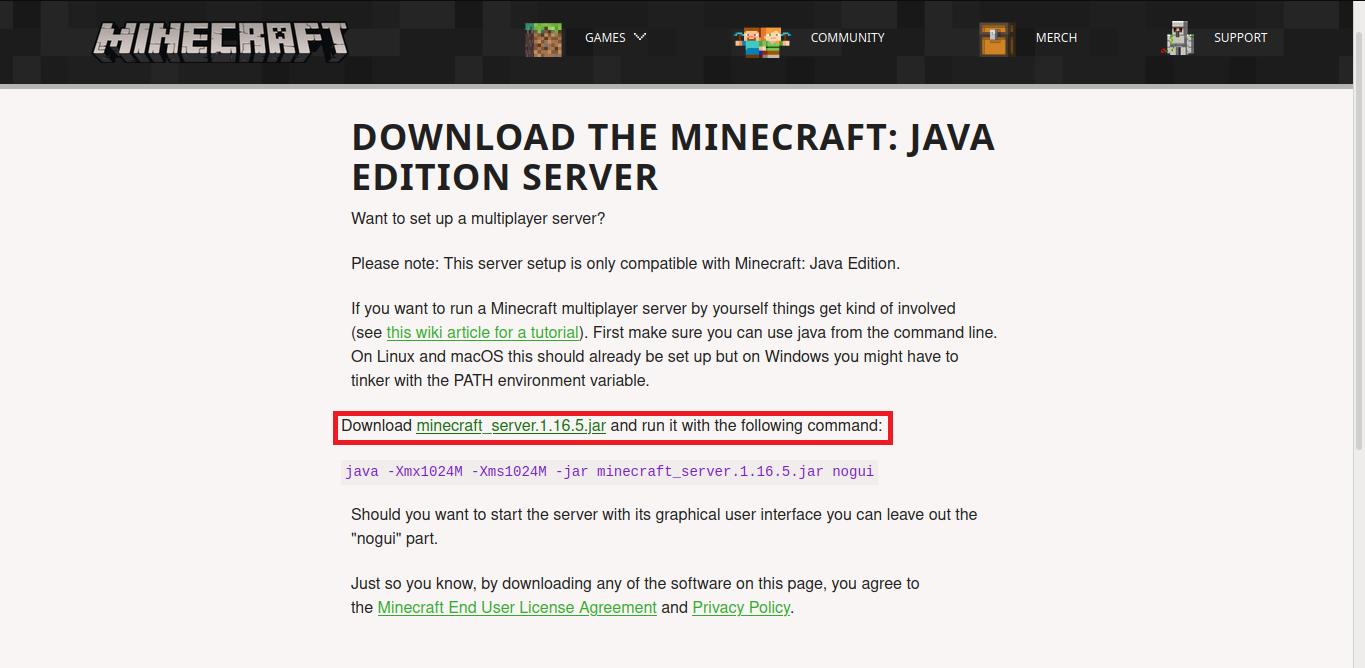 MINECRAFT
GAMES
COMMUNITY
MERCH
SUPPORT
DOWNLOAD THE MINECRAFT: JAVA
EDITION SERVER
Want to set up a multiplayer server?
Please note: This server setup is only compatible with Minecraft: Java Edition.
If you want to run a Minecraft multiplayer server by yourself things get kind of involved
(see this wiki article for a tutorial). First make sure you can use java from the command line.
On Linux and macOS this should already be set up but on Windows you might have to
tinker with the PATH environment variable.
Download minecraft_server.1.16.5.jar and run it with the following command:
java -Xmx1024M -Xms1024M -jar minecraft_server.1.16.5.jar nogui
Should you want to start the server with its graphical user interface you can leave out the
"nogui" part.
Just so you know, by downloading any of the software on this page, you agree to
the Minecraft End User License Agreement and Privacy Policy.